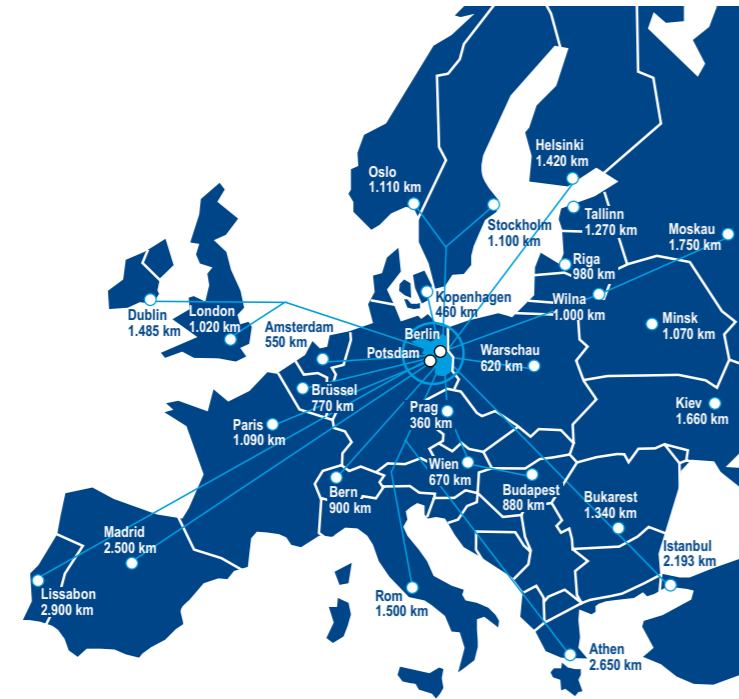 Helsinki
1.420 km
Oslo
1.110 km
Tallinn
1.270 km
Stockholm
1.100 km
Moskau
1.750 km
Riga
980 km
Kopenhagen
460 km
Wilna
1.000 km
Dublin
1.485 km
London
1.020 km
Minsk
1.070 km
Amsterdam
550 km
Berlin
Potsdam
Warschau
620 km
Brüssel
770 km
Prag
360 km
Kiev
1.660 km
Paris
1.090 km
Wien
670 km
Bern
900 km
Budapest
880 km
Bukarest
1.340 km
Madrid
2.500 km
Istanbul
2.193 km
Lissabon
2.900 km
Rom
1.500 km
Athen
2.650 km